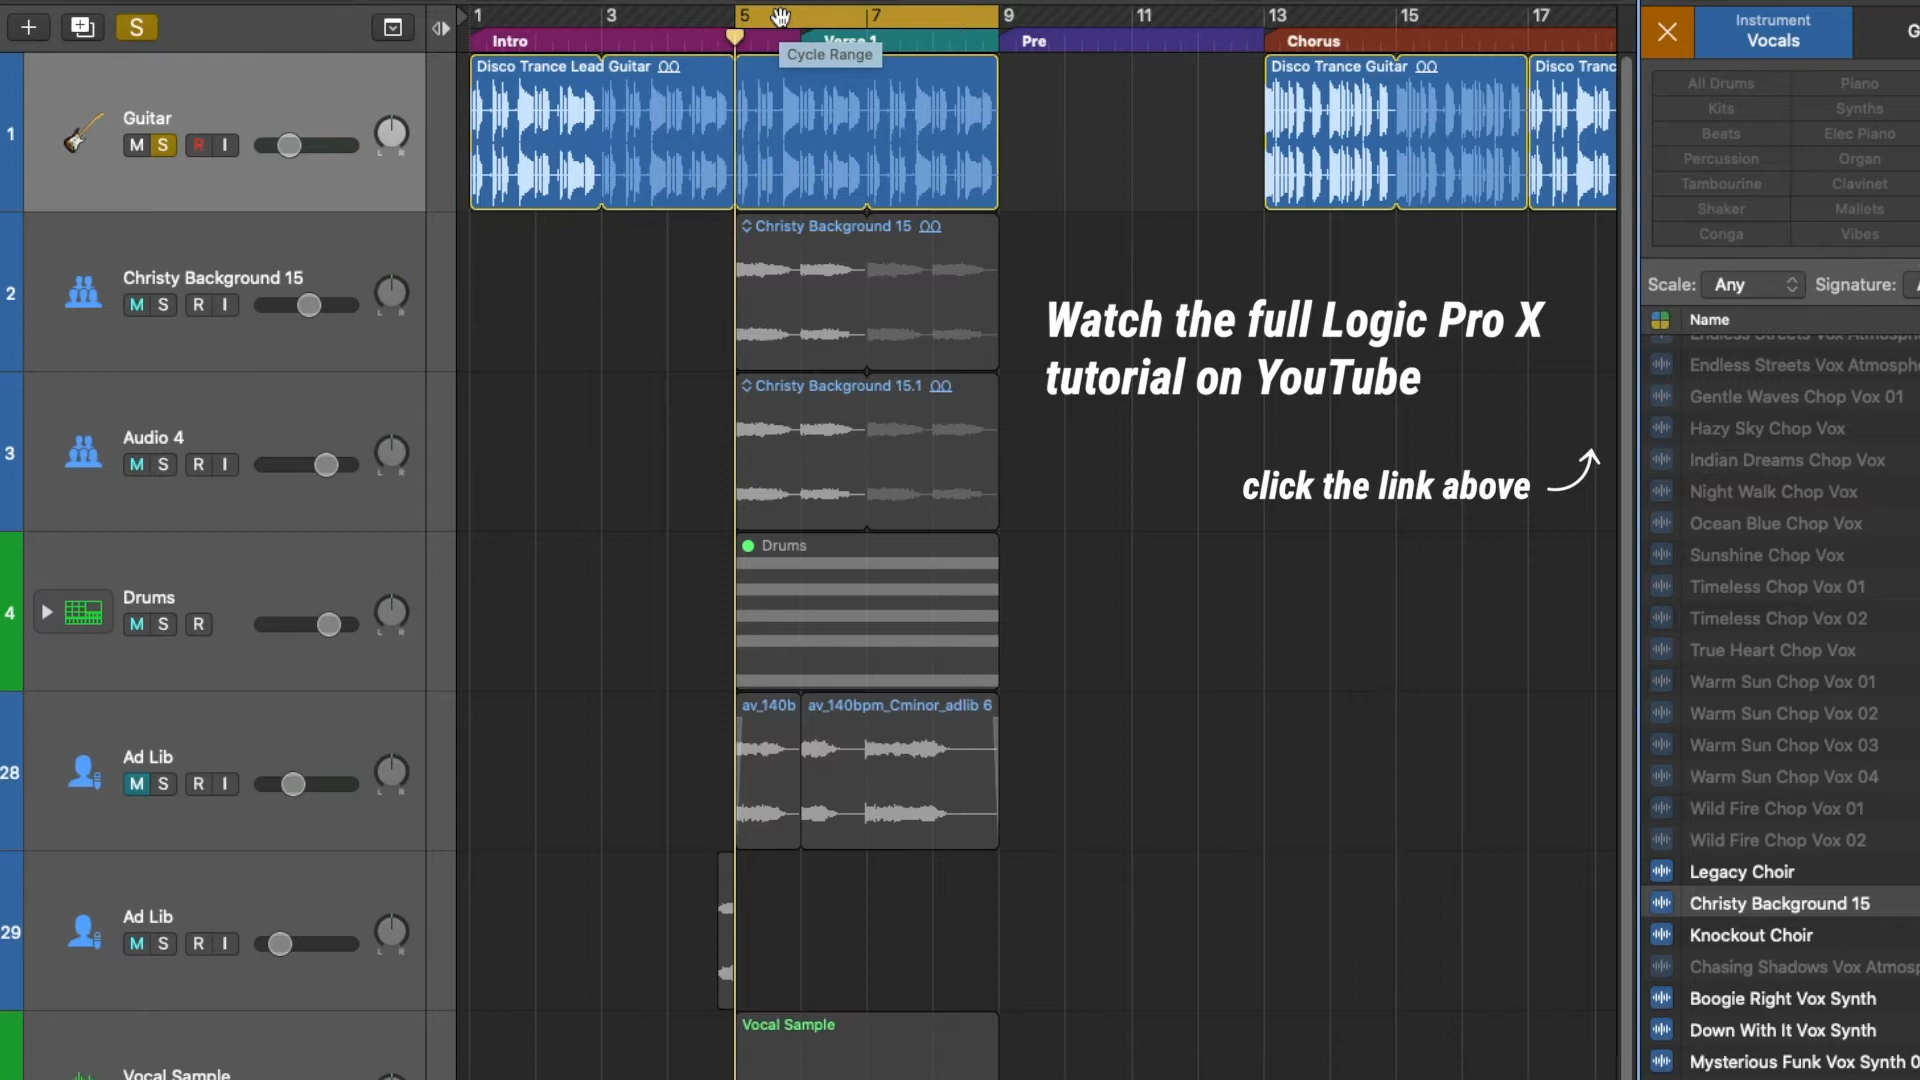 S
1
3
5
7
9
11
13
15
17
Intro
Verse 1
Pre
Chorus
Cycle Range
Instrument
Vocals
1
Guitar
M S R I
L R
Disco Trance Lead Guitar
Disco Trance Guitar
Disco Tranc
All Drums
Piano
Kits
Synths
Beats
Elec Piano
Percussion
Organ
Tambourine
Clavinet
Shaker
Mallets
Conga
Vibes
Scale: Any Signature:
Name
2
Christy Background 15
M S R I
L R
Christy Background 15
Watch the full Logic Pro X
tutorial on YouTube
click the link above
3
Audio 4
M S R I
L R
Christy Background 15.1
4
Drums
M S R
L R
Drums
28
Ad Lib
M S R I
L R
av_140b
av_140bpm_Cminor_adlib 6
29
Ad Lib
M S R I
L R
Vocal Sample
Vocal Sample
Endless Streets Vox Atmosph
Endless Streets Vox Atmosphe
Gentle Waves Chop Vox 01
Hazy Sky Chop Vox
Indian Dreams Chop Vox
Night Walk Chop Vox
Ocean Blue Chop Vox
Sunshine Chop Vox
Timeless Chop Vox 01
Timeless Chop Vox 02
True Heart Chop Vox
Warm Sun Chop Vox 01
Warm Sun Chop Vox 02
Warm Sun Chop Vox 03
Warm Sun Chop Vox 04
Wild Fire Chop Vox 01
Wild Fire Chop Vox 02
Legacy Choir
Christy Background 15
Knockout Choir
Chasing Shadows Vox Atmosp
Boogie Right Vox Synth
Down With It Vox Synth
Mysterious Funk Vox Synth 0